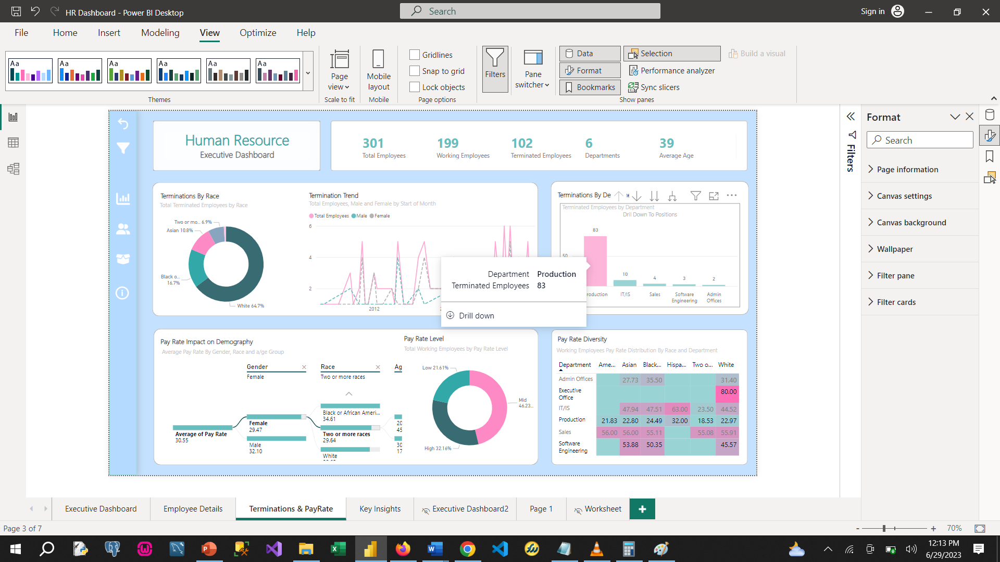 HR Dashboard - Power BI Desktop
Search
Sign in
File Home Insert Modeling View Optimize Help
Aa Aa Aa Aa Aa Aa
Themes
Page view
Scale to fit
Mobile layout
Mobile
Gridlines
Snap to grid
Lock objects
Page options
Filters
Pane switcher
Data
Format
Bookmarks
Selection
Performance analyzer
Sync slicers
Build a visual
Show panes
Human Resource
Executive Dashboard
301
Total Employees
199
Working Employees
102
Terminated Employees
6
Departments
39
Average Age
Terminations By Race
Total Terminated Employees by Race
Two or mo... 6.9%
Asian 10.8%
Black o...
16.7%
White 64.7%
Termination Trend
Total Employees, Male and Female by Start of Month
Total Employees Male Female
6
4
2
2012
Terminations By De
Terminated Employees by Department
Dril Down To Positions
50
83
10
4
3
2
roduction
IT/IS
Sales
Software Engineering
Admin Offices
Department Production
Terminated Employees 83
Drill down
Pay Rate Impact on Demography
Average Pay Rate By Gender, Race and a/ge Group
Gender
Female
Race
Two or more races
Ag
Average of Pay Rate
30.55
Female
29.47
Male
32.10
Black or African Ameri...
34.61
Two or more races
29.64
White
20
45
30
17
Pay Rate Level
Total Working Employees by Pay Rate Level
Low 21.61%
Mid
46.23...
High 32.16%
Pay Rate Diversity
Working Employees Pay Rate Distribution By Race and Department
Department Ame... Asian Black... Hispa... Two o... White
Admin Offices 27.73 35.50 31.40
Executive Office 80.00
IT/IS 47.94 47.51 63.00 23.50 44.52
Production 21.83 22.80 24.49 32.00 18.53 22.97
Sales 56.00 56.00 55.11 55.08 55.91
Software Engineering 53.88 50.35 45.57
Filters
Format
Search
Page information
Canvas settings
Canvas background
Wallpaper
Filter pane
Filter cards
Executive Dashboard
Employee Details
Terminations & PayRate
Key Insights
Executive Dashboard2
Page 1
Worksheet
Page 3 of 7
70%
12:13 PM
6/29/2023